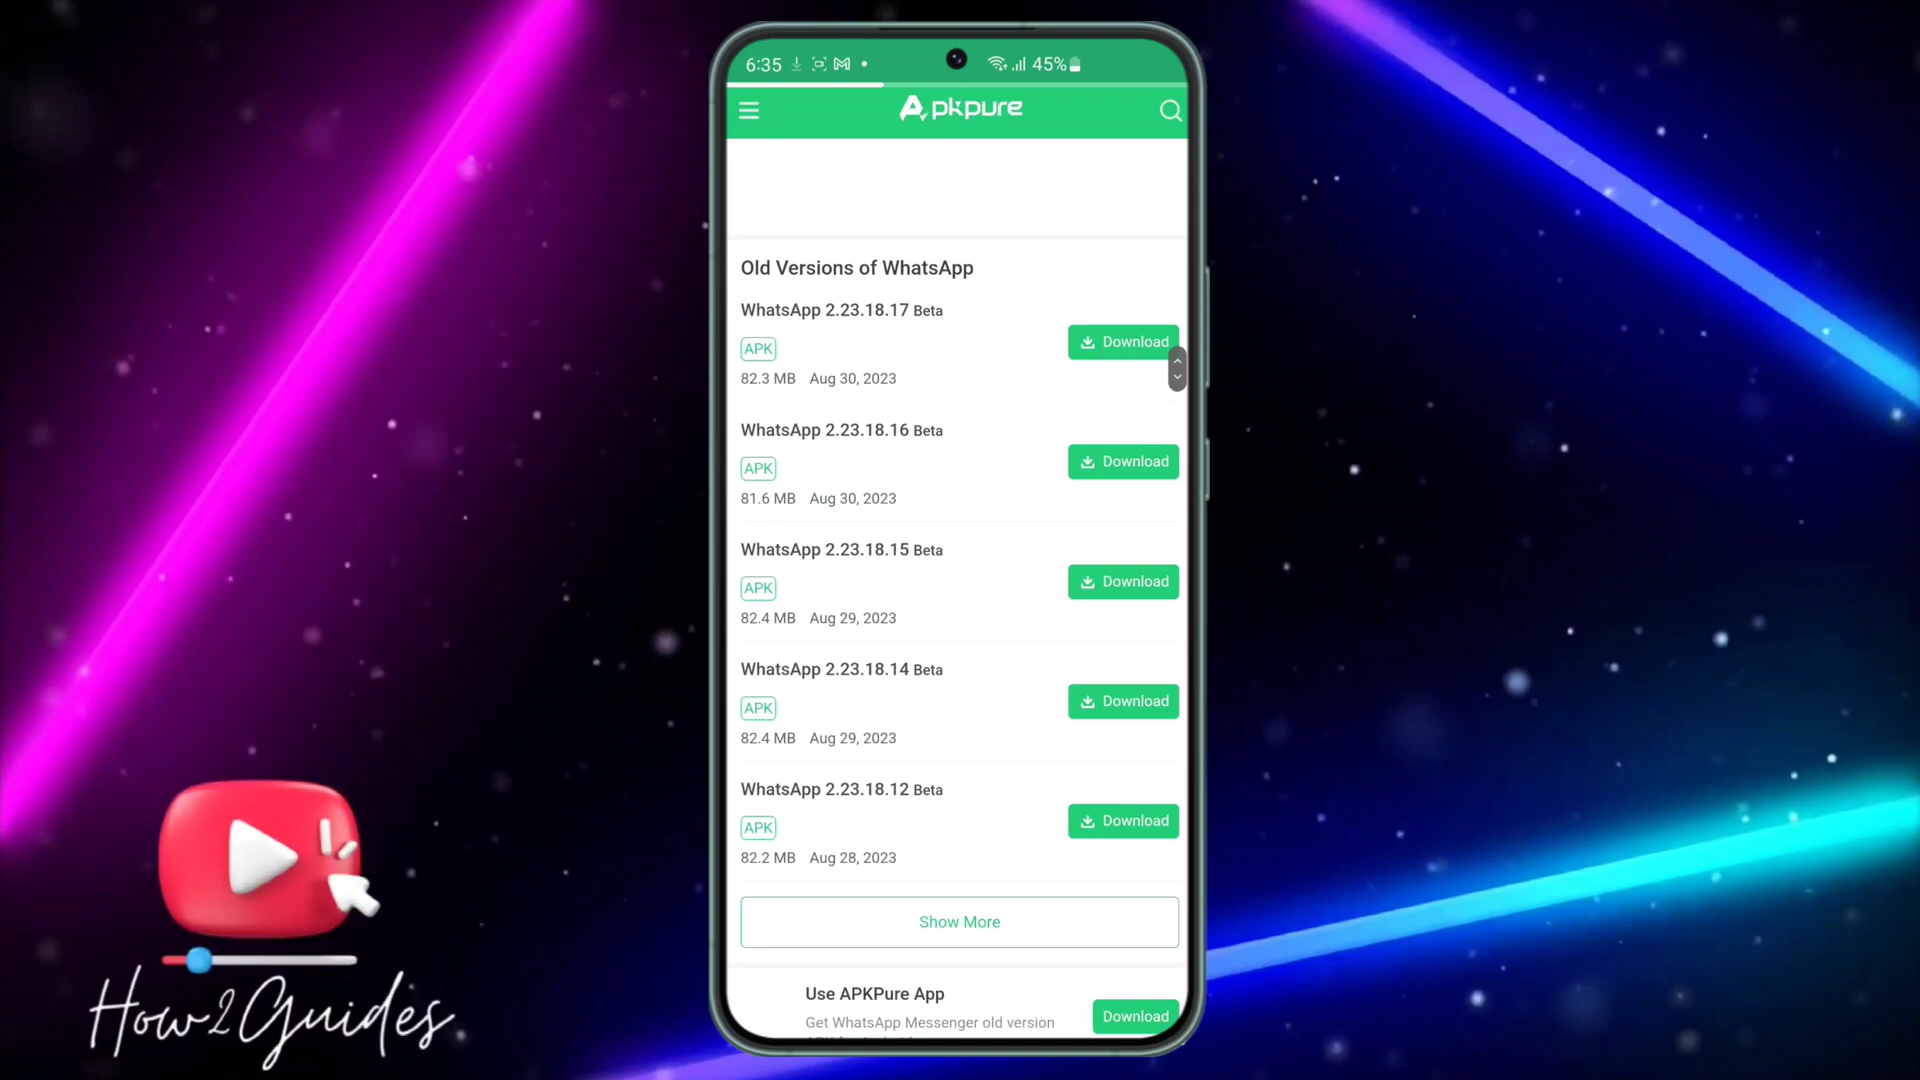 6:35 45%
Apkpure
Old Versions of WhatsApp
WhatsApp 2.23.18.17 Beta
Download
APK
82.3 MB Aug 30, 2023
WhatsApp 2.23.18.16 Beta
Download
APK
81.6 MB Aug 30, 2023
WhatsApp 2.23.18.15 Beta
Download
APK
82.4 MB Aug 29, 2023
WhatsApp 2.23.18.14 Beta
Download
APK
82.4 MB Aug 29, 2023
WhatsApp 2.23.18.12 Beta
Download
APK
82.2 MB Aug 28, 2023
Show More
Use APKPure App
Download
Get WhatsApp Messenger old version
How2Guides